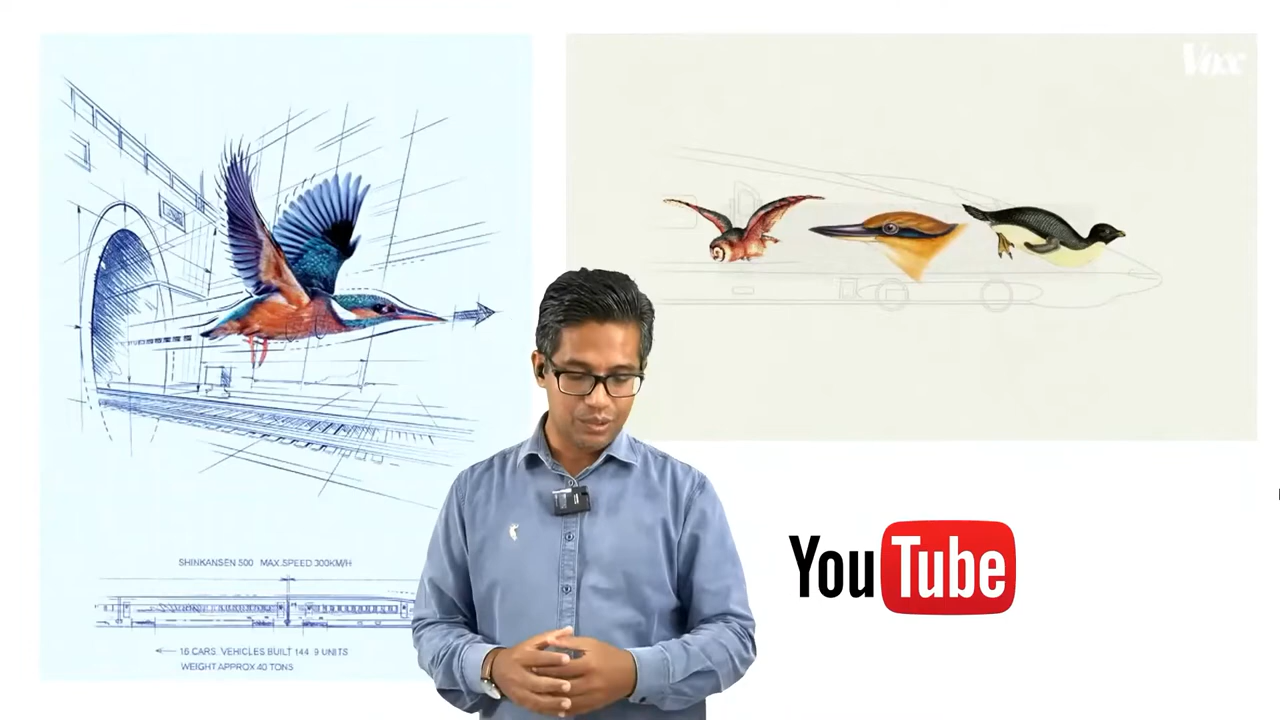 SHINKANSEN 500 MAX.SPEED 300KM/H
16 CARS VEHICLES BUILT 144 9 UNITS
WEIGHT APPROX 40 TONS
Vox
YouTube